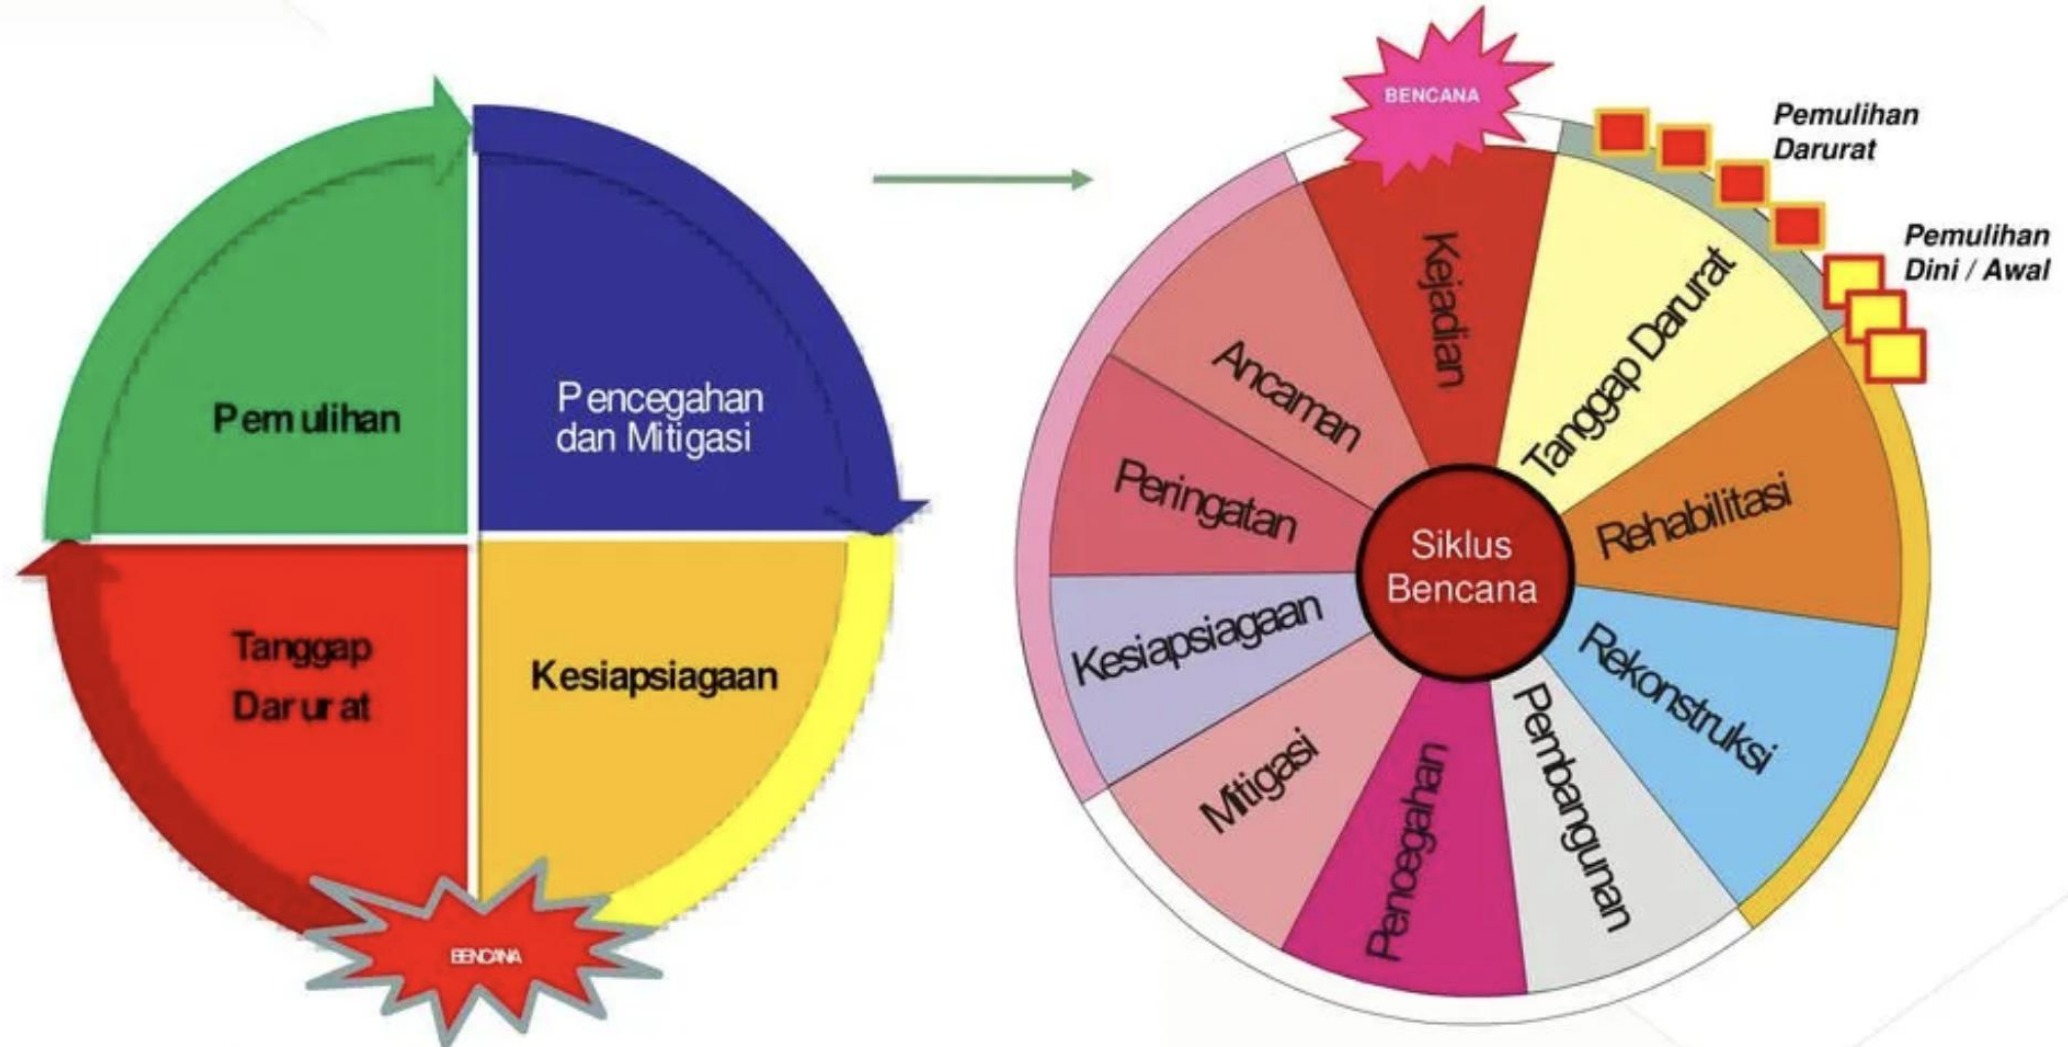 Pemulihan
Pencegahan
dan Mitigasi
Tanggap
Darurat
Kesiapsiagaan
BENCANA
BENCANA
Pemulihan
Darurat
Pemulihan
Dini / Awal
Kejadian
Tanggap Darurat
Rehabilitasi
Rekonstruksi
Pembangunan
Pencegahan
Mitigasi
Kesiapsiagaan
Peringatan
Ancaman
Siklus
Bencana